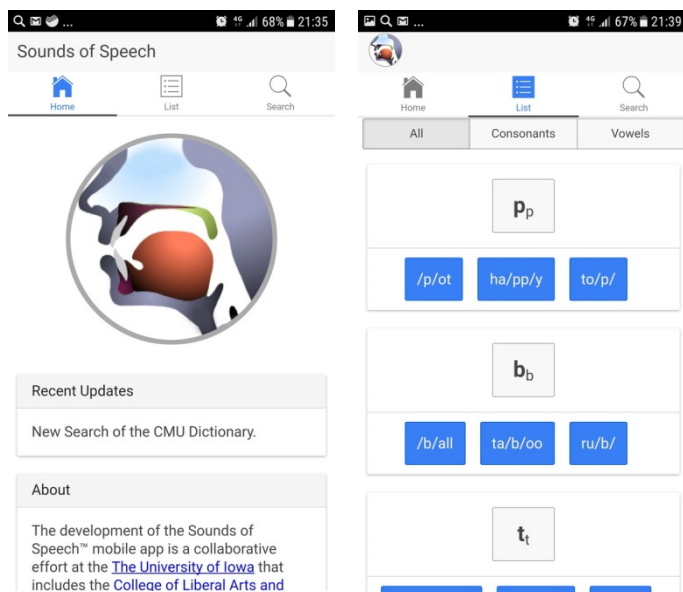 ... 4G 68% 21:35
Sounds of Speech
Home List Search
Recent Updates
New Search of the CMU Dictionary.
About
The development of the Sounds of
Speech™ mobile app is a collaborative
effort at the The University of Iowa that
includes the College of Liberal Arts and
... 4G 67% 21:39
Home List Search
All Consonants Vowels
pp
/p/ot ha/pp/y to/p/
bb
/b/all ta/b/oo ru/b/
tt